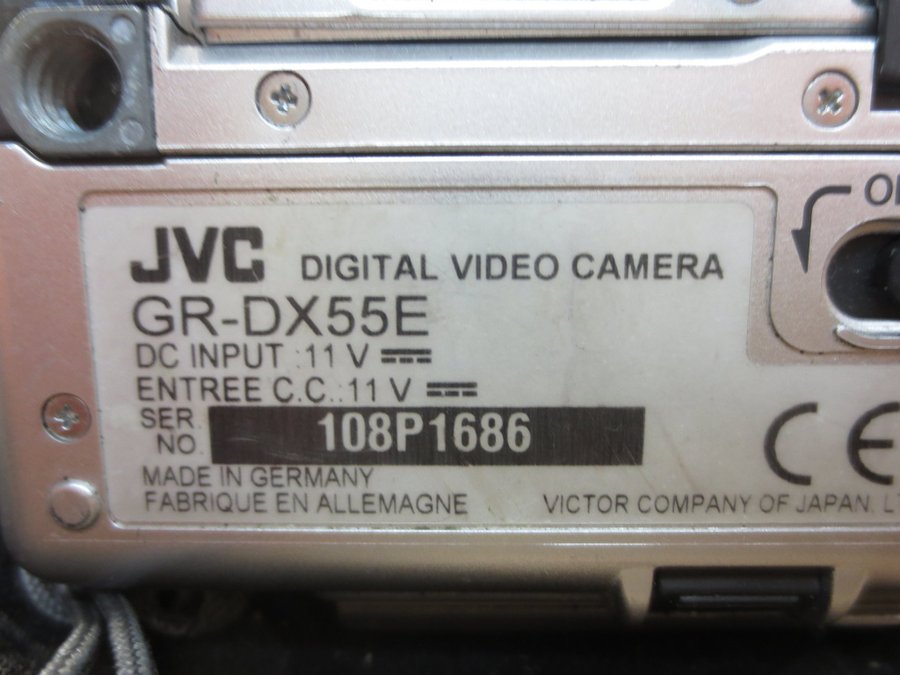 JVC DIGITAL VIDEO CAMERA
GR-DX55E
DC INPUT :11 V
ENTREE C.C.:11 V
SER.
NO. 108P1686
MADE IN GERMANY
FABRIQUE EN ALLEMAGNE
VICTOR COMPANY OF JAPAN, L
CE